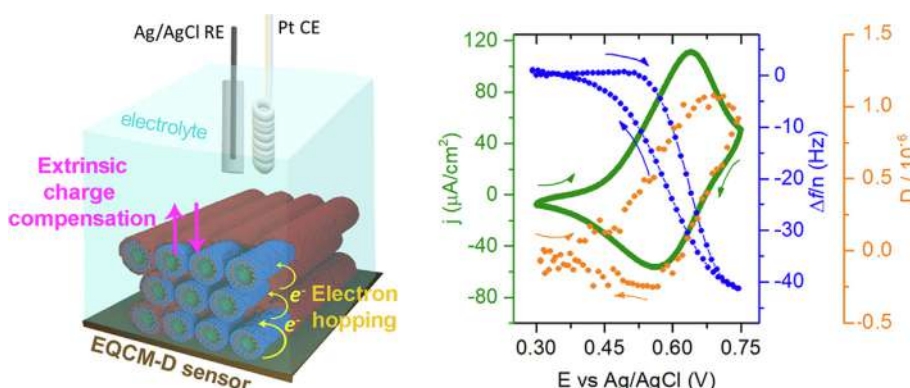 Ag/AgCl RE
Pt CE
electrolyte
Extrinsic
charge
compensation
e-
Electron
e-
hopping
EQCM-D sensor
120
80
40
0
-40
-80
j (µA/cm²)
0.30
0.45
0.60
0.75
E vs Ag/AgCl (V)
0
-10
-20
-30
-40
Δf/n (Hz)
1.5
1.0
0.5
0.0
-0.5
D / 10⁻⁶